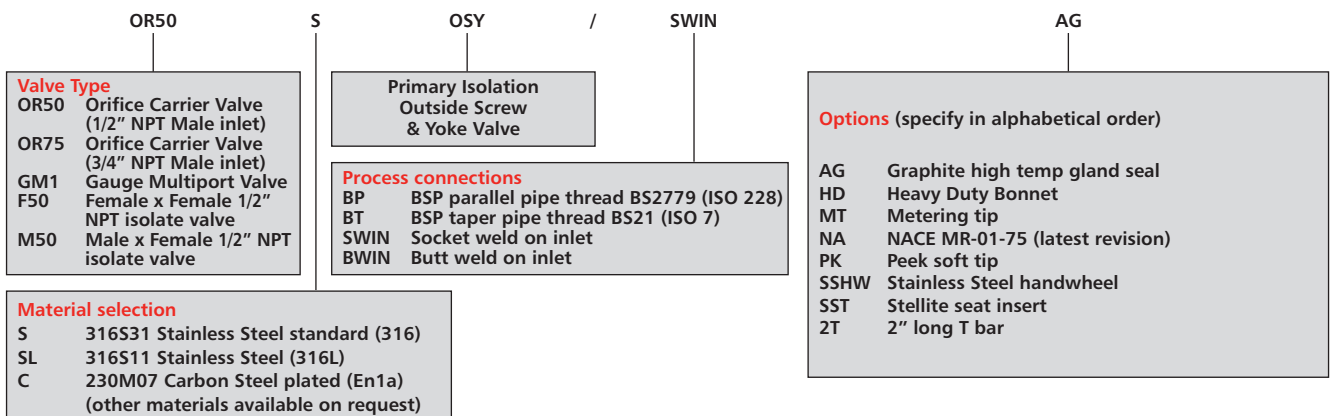 OR50 S OSY / SWIN AG
Valve Type
OR50 Orifice Carrier Valve
(1/2” NPT Male inlet)
OR75 Orifice Carrier Valve
(3/4” NPT Male inlet)
GM1 Gauge Multiport Valve
F50 Female x Female 1/2”
NPT isolate valve
M50 Male x Female 1/2” NPT
isolate valve
Primary Isolation
Outside Screw
& Yoke Valve
Process connections
BP BSP parallel pipe thread BS2779 (ISO 228)
BT BSP taper pipe thread BS21 (ISO 7)
SWIN Socket weld on inlet
BWIN Butt weld on inlet
Material selection
S 316S31 Stainless Steel standard (316)
SL 316S11 Stainless Steel (316L)
C 230M07 Carbon Steel plated (En1a)
(other materials available on request)
Options (specify in alphabetical order)
AG Graphite high temp gland seal
HD Heavy Duty Bonnet
MT Metering tip
NA NACE MR-01-75 (latest revision)
PK Peek soft tip
SSHW Stainless Steel handwheel
SST Stellite seat insert
2T 2” long T bar